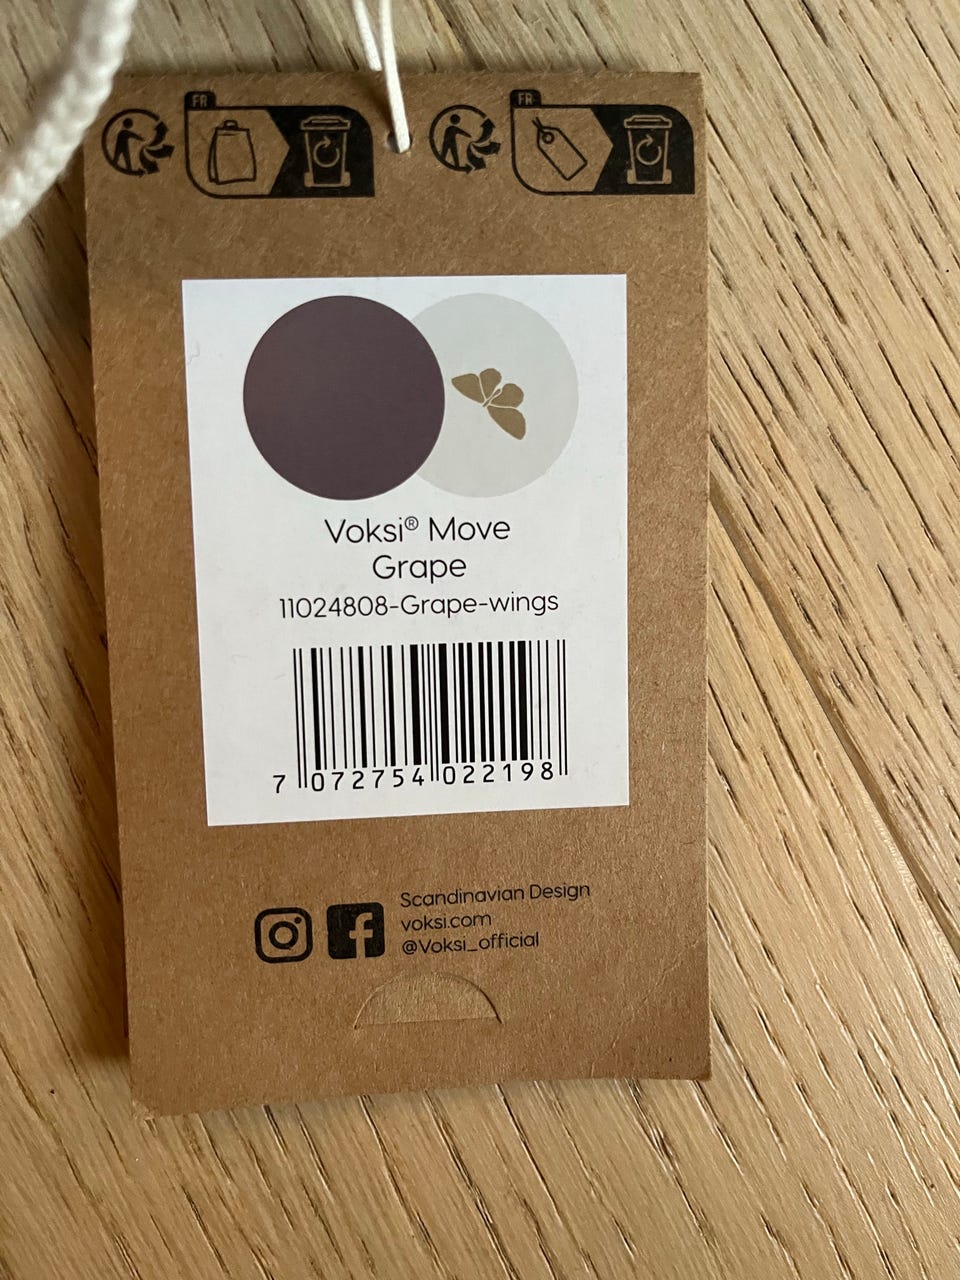 FR
FR
Voksi® Move
Grape
11024808-Grape-wings
7 072754 022198
Scandinavian Design
voksi.com
@Voksi_official